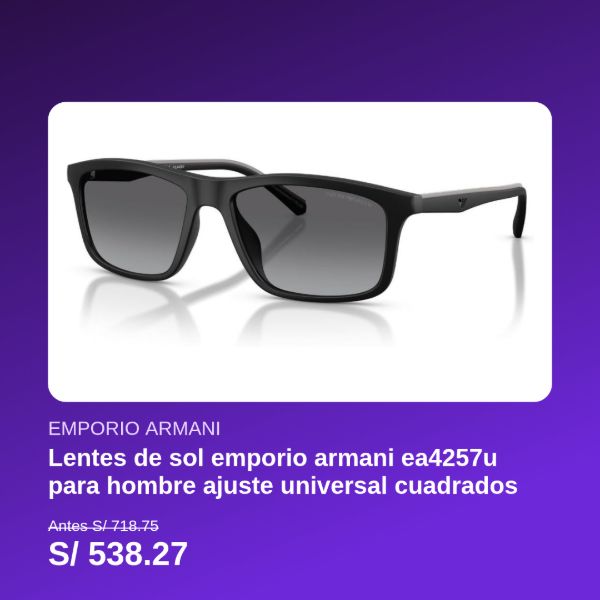 EMPORIO ARMANI
Lentes de sol emporio armani ea4257u
para hombre ajuste universal cuadrados
Antes S/ 718.75
S/ 538.27